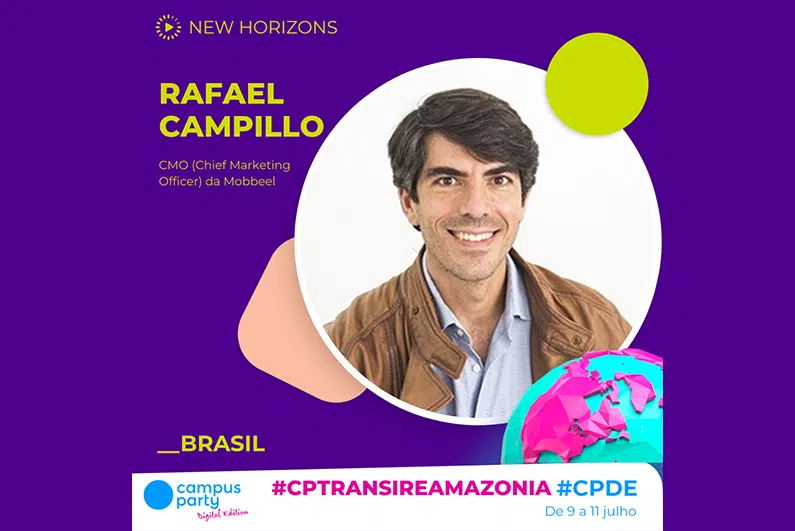 NEW HORIZONS
RAFAEL
CAMPILLO
CMO (Chief Marketing
Officer) da Mobbeel
__BRASIL
campus
party
Digital Edition
#CPTRANSIREAMAZONIA #CPDE
De 9 a 11 julho